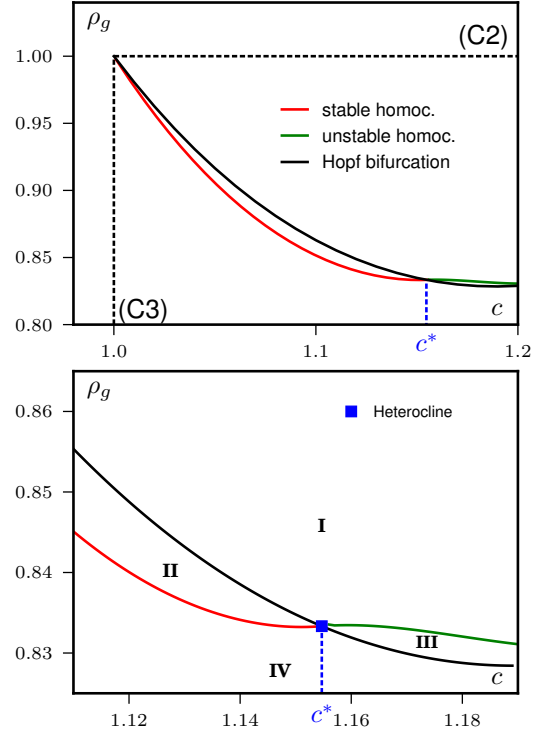 ρ_g
(C2)
1.00
0.95
0.90
0.85
0.80
stable homoc.
unstable homoc.
Hopf bifurcation
(C3)
c
1.0
1.1
c*
1.2
ρ_g
0.86
0.85
0.84
0.83
Heterocline
I
II
III
IV
c
1.12
1.14
c*
1.16
1.18